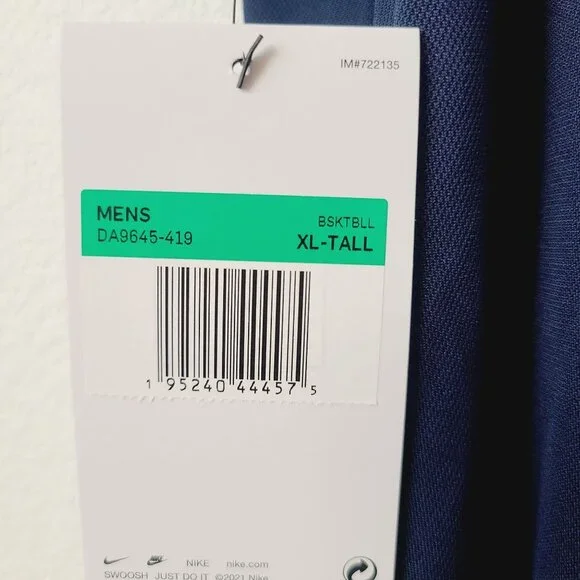 IM#722135
MENS
BSKTBLL
DA9645-419
XL-TALL
1 95240 44457 5
NIKE NIKE nike.com
SWOOSH JUST DO IT ©2021 Nike